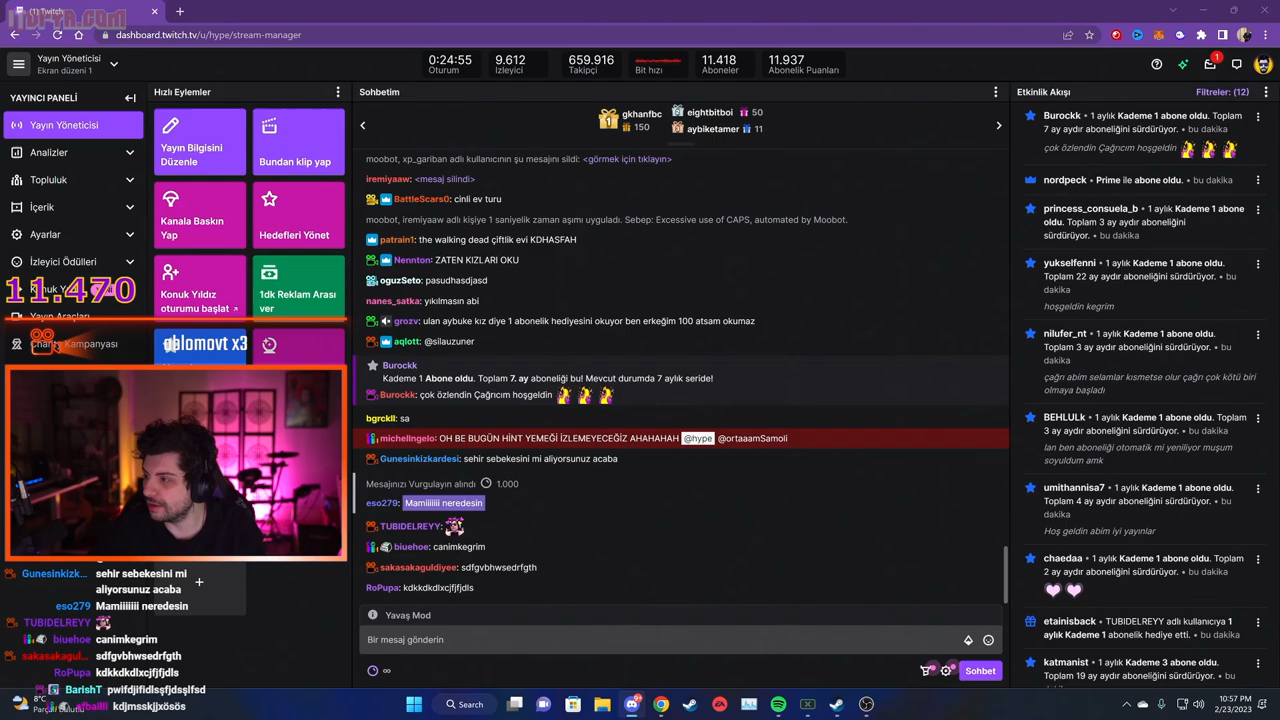 ITOPYA.COM
(1) Twitch
dashboard.twitch.tv/u/hype/stream-manager
Yayın Yöneticisi
Ekran düzeni 1
0:24:55
Oturum
9.612
İzleyici
659.916
Takipçi
Bit hızı
11.418
Aboneler
11.937
Abonelik Puanları
1
YAYINCI PANELİ
Yayın Yöneticisi
Analizler
Topluluk
İçerik
Ayarlar
İzleyici Ödülleri
Konuk Y
11.470
Yayın Araçları
Charity Kampanyası
oblomovt x3
Hızlı Eylemler
Yayın Bilgisini Düzenle
Bundan klip yap
Kanala Baskın Yap
Hedefleri Yönet
Konuk Yıldız oturumu başlat
1dk Reklam Arası ver
Sohbetim
1
gkhanfbc
150
2 eightbitboi 50
3 aybiketamer 11
moobot, xp_gariban adlı kullanıcının şu mesajını sildi: <görmek için tıklayın>
iremiyaaw: <mesaj silindi>
BattleScars0: cinli ev turu
moobot, iremiyaaw adlı kişiye 1 saniyelik zaman aşımı uyguladı. Sebep: Excessive use of CAPS, automated by Moobot.
patrain1: the walking dead çiftlik evi KDHASFAH
Nennton: ZATEN KIZLARI OKU
oguzSeto: pasudhasdjasd
nanes_satka: yıkılmasın abi
grozv: ulan aybuke kız diye 1 abonelik hediyesini okuyor ben erkeğim 100 atsam okumaz
aqlott: @silauzuner
Burockk
Kademe 1 Abone oldu. Toplam 7. ay aboneliği bu! Mevcut durumda 7 aylık seride!
Burockk: çok özlendin Çağrıcım hoşgeldin
bgrckll: sa
michelIngelo: OH BE BUGÜN HİNT YEMEĞİ İZLEMEYECEĞİZ AHAHAHAH @hype @ortaaamSamoli
Gunesinkizkardesi: sehir sebekesini mi aliyorsunuz acaba
Mesajınızı Vurgulayın alındı 1.000
eso279: Mamiiiiiii neredesin
TUBIDELREYY:
biuehoe: canimkegrim
sakasakaguldiyee: sdfgvbhwsedrfgth
RoPupa: kdkkdkdlxcjfjfjdls
Yavaş Mod
Bir mesaj gönderin
∞
Sohbet
Etkinlik Akışı
Filtreler: (12)
Burockk • 1 aylık Kademe 1 abone oldu. Toplam
7 ay aboneliğini sürdürüyor. • bu dakika
çok özlendin Çağrıcım hoşgeldin
nordpeck • Prime ile abone oldu. • bu dakika
princess_consuela_b • 1 aylık Kademe 1 abone
oldu. Toplam 3 ay aboneliğini
sürdürüyor. • bu dakika
yukselfenni • 1 aylık Kademe 1 abone oldu.
Toplam 22 ay aboneliğini sürdürüyor. • bu
dakika
hoşgeldin kegrim
nilufer_nt • 1 aylık Kademe 1 abone oldu.
Toplam 3 ay aboneliğini sürdürüyor. • bu
dakika
çağrı abim selamlar kısmetse olur çağrı çok kötü biri
olmaya başladı
BEHLULk • 1 aylık Kademe 1 abone oldu. Toplam
3 ay aboneliğini sürdürüyor. • bu dakika
lan ben aboneliği otomatik mi yeniliyor muşum
soyuldum amk
umithannisa7 • 1 aylık Kademe 1 abone oldu.
Toplam 4 ay aboneliğini sürdürüyor. • bu
dakika
Hoş geldin abim iyi yayınlar
chaedaa • 1 aylık Kademe 1 abone oldu. Toplam
2 ay aboneliğini sürdürüyor. • bu dakika
etainisback • TUBIDELREYY adlı kullanıcıya 1
aylık Kademe 1 abonelik hediye etti. • bu dakika
katmanist • 1 aylık Kademe 3 abone oldu.
Toplam 19 ay aboneliğini sürdürüyor. • bu
Gunesinkizk... sehir sebekesini mi
aliyorsunuz acaba
eso279 Mamiiiiiii neredesin
TUBIDELREYY
biuehoe canimkegrim
sakasakagul... sdfgvbhwsedrfgth
RoPupa kdkkdkdlxcjfjfjdls
BarishT pwifdjifidlsşfjdsşlfsd
efballli kdjmsskjjxösös
8°C
Parçalı bulutlu
Search
10:57 PM
2/23/2023